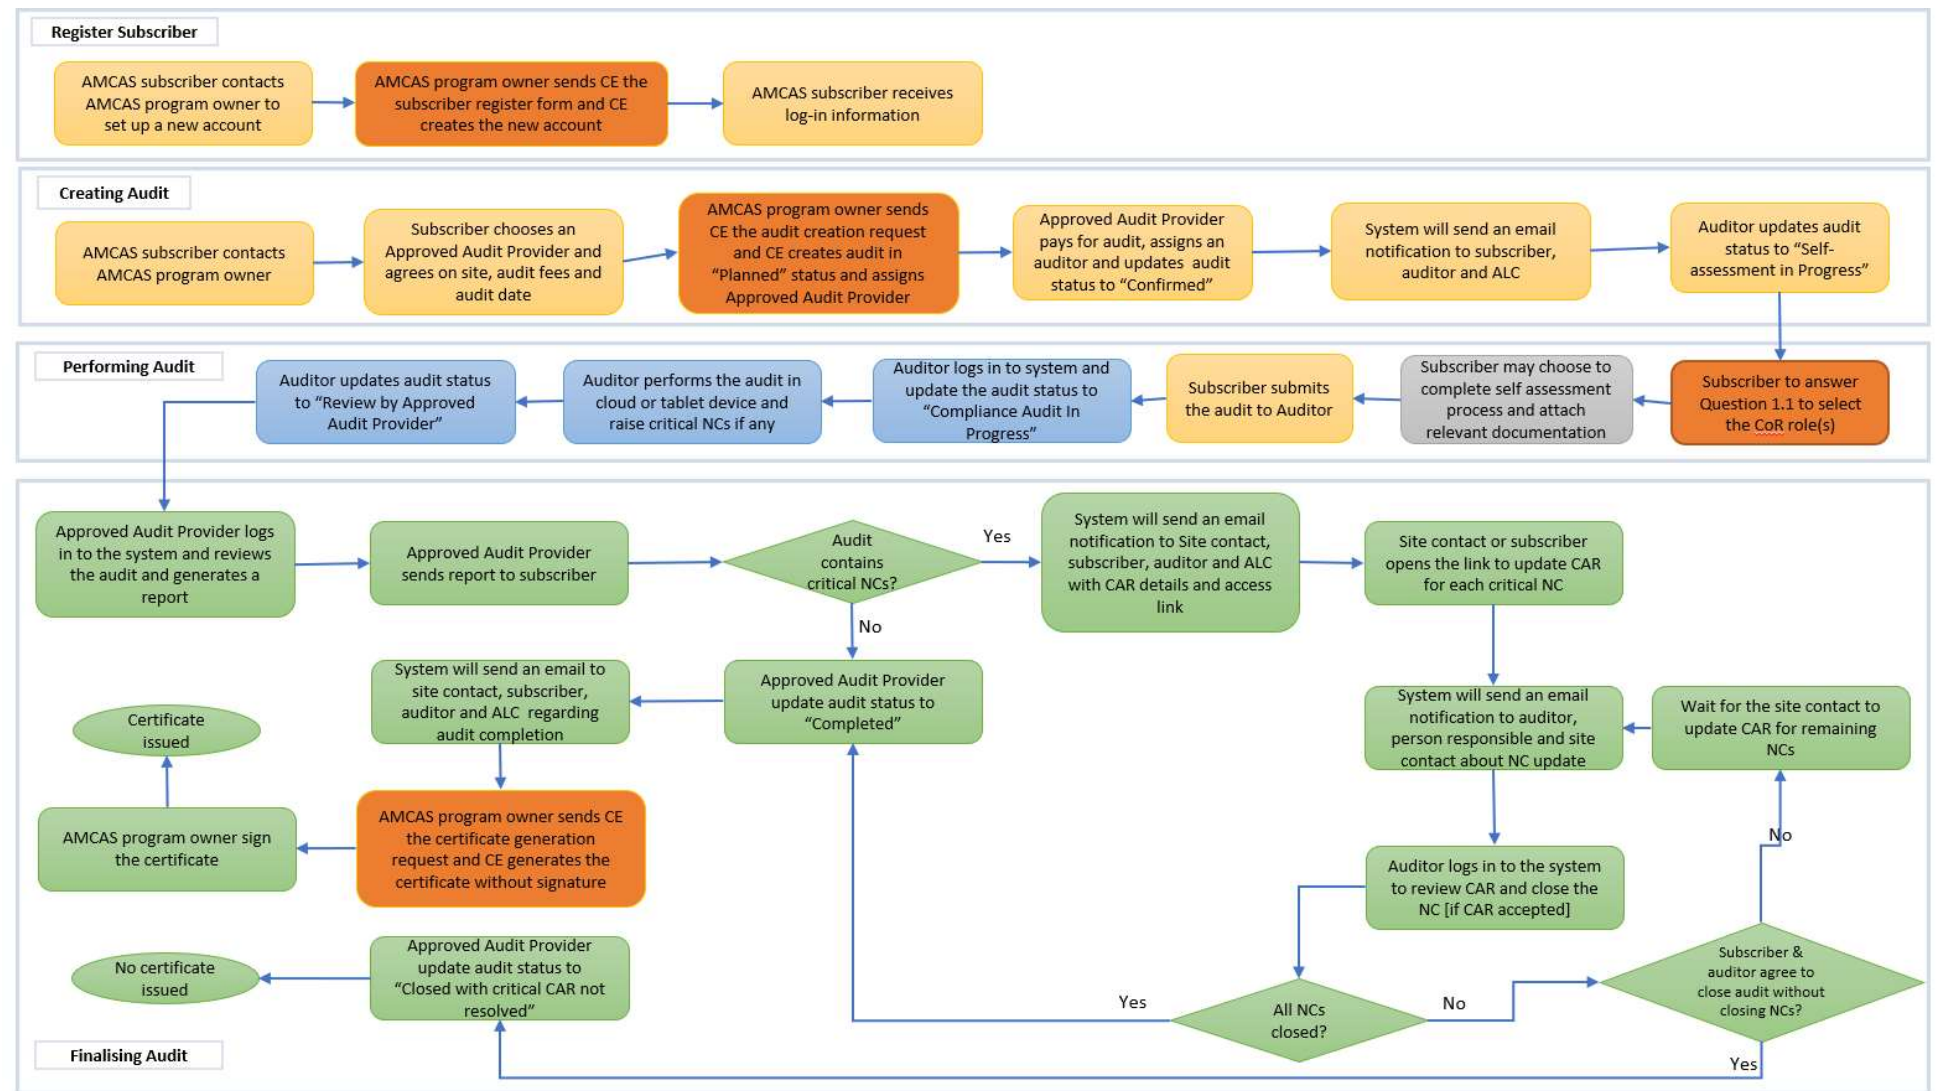 Register Subscriber
AMCAS subscriber contacts
AMCAS program owner to
set up a new account
AMCAS program owner sends CE the
subscriber register form and CE
creates the new account
AMCAS subscriber receives
log-in information
Creating Audit
AMCAS subscriber contacts
AMCAS program owner
Subscriber chooses an
Approved Audit Provider and
agrees on site, audit fees and
audit date
AMCAS program owner sends
CE the audit creation request
and CE creates audit in
“Planned” status and assigns
Approved Audit Provider
Approved Audit Provider
pays for audit, assigns an
auditor and updates audit
status to “Confirmed”
System will send an email
notification to subscriber,
auditor and ALC
Auditor updates audit
status to “Self-
assessment in Progress”
Performing Audit
Auditor updates audit status
to “Review by Approved
Audit Provider”
Auditor performs the audit in
cloud or tablet device and
raise critical NCs if any
Auditor logs in to system and
update the audit status to
“Compliance Audit In
Progress”
Subscriber submits
the audit to Auditor
Subscriber may choose to
complete self assessment
process and attach
relevant documentation
Subscriber to answer
Question 1.1 to select
the CoR role(s)
Approved Audit Provider logs
in to the system and reviews
the audit and generates a
report
Approved Audit Provider
sends report to subscriber
Audit
contains
critical NCs?
Yes
No
System will send an email
notification to Site contact,
subscriber, auditor and ALC
with CAR details and access
link
Site contact or subscriber
opens the link to update CAR
for each critical NC
Certificate
issued
System will send an email to
site contact, subscriber,
auditor and ALC regarding
audit completion
Approved Audit Provider
update audit status to
“Completed”
System will send an email
notification to auditor,
person responsible and site
contact about NC update
Wait for the site contact to
update CAR for remaining
NCs
AMCAS program owner sign
the certificate
AMCAS program owner sends CE
the certificate generation
request and CE generates the
certificate without signature
Auditor logs in to the system
to review CAR and close the
NC [if CAR accepted]
No
No certificate
issued
Approved Audit Provider
update audit status to
“Closed with critical CAR not
resolved”
Yes
All NCs
closed?
No
Subscriber &
auditor agree to
close audit without
closing NCs?
Yes
Finalising Audit